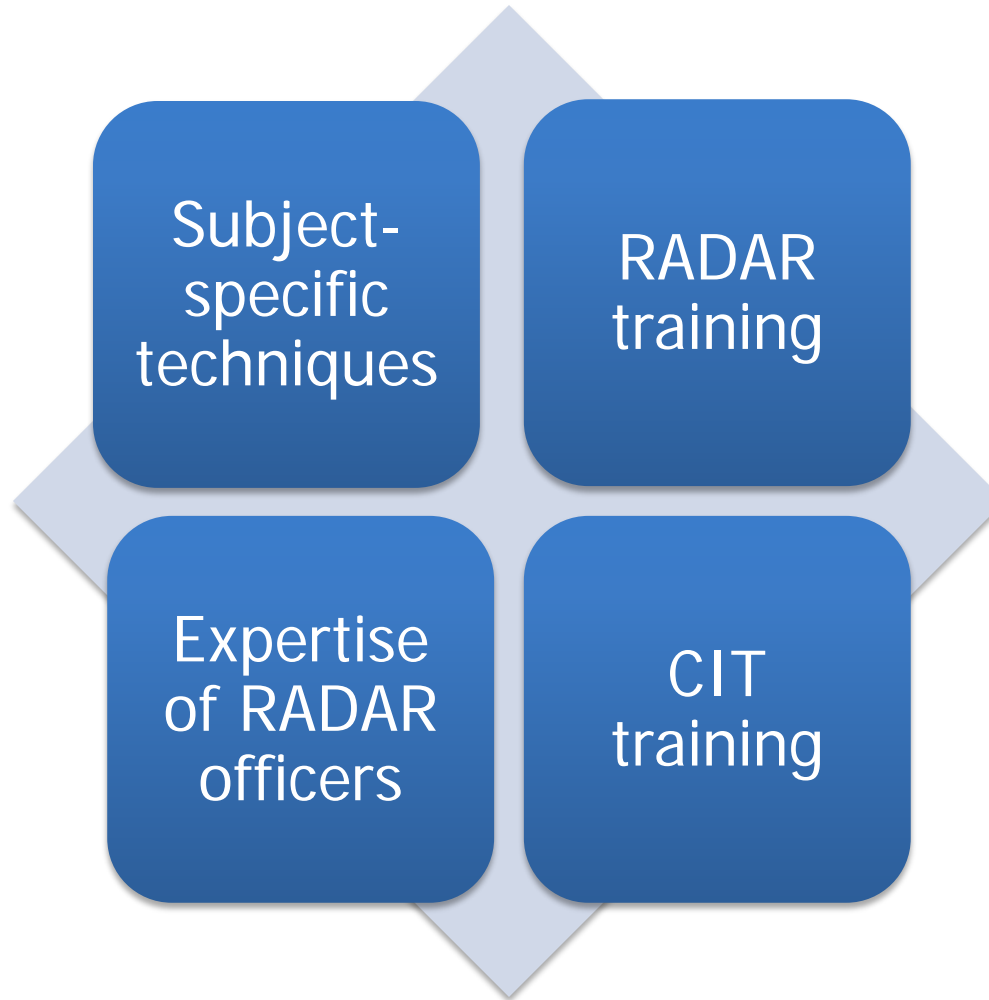 Subject-
specific
techniques
RADAR
training
Expertise
of RADAR
officers
CIT
training